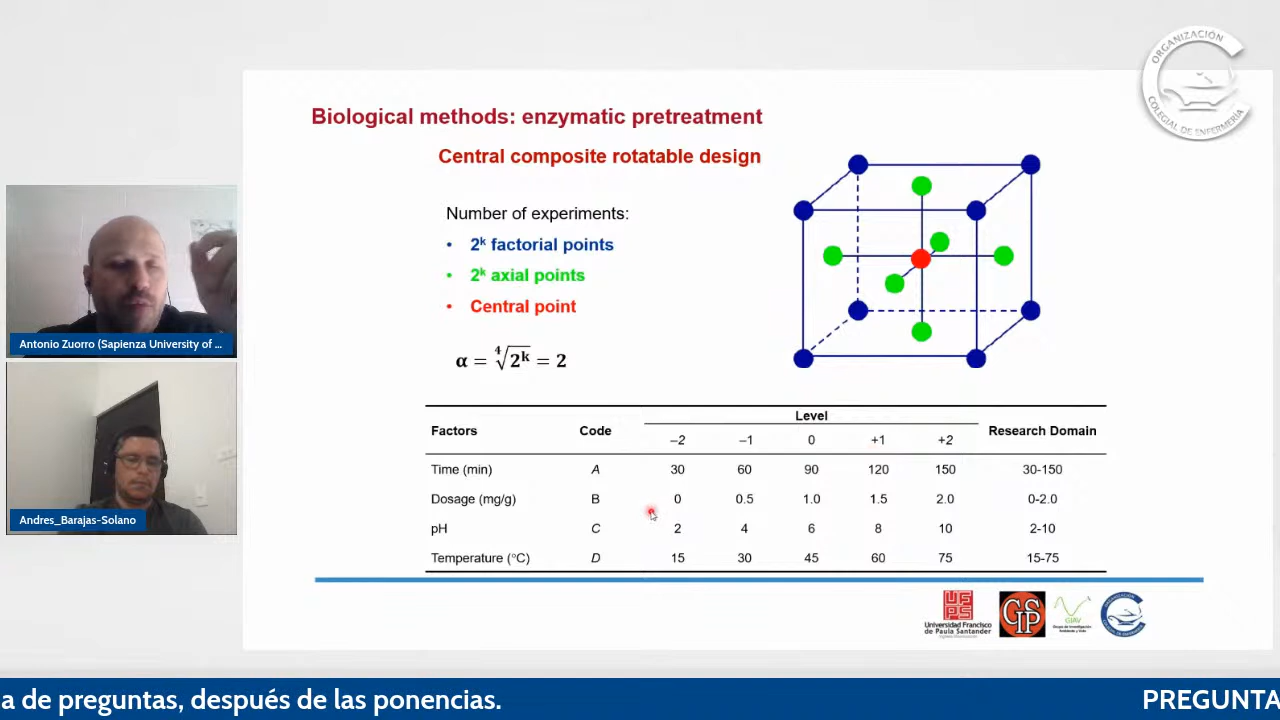 ORGANIZACIÓN
COLEGIAL DE ENFERMERÍA
Biological methods: enzymatic pretreatment
Central composite rotatable design
Number of experiments:
• 2ᵏ factorial points
• 2ᵏ axial points
• Central point
α = ∜2ᵏ = 2
Level
Factors Code –2 –1 0 +1 +2 Research Domain
Time (min) A 30 60 90 120 150 30-150
Dosage (mg/g) B 0 0.5 1.0 1.5 2.0 0-2.0
pH C 2 4 6 8 10 2-10
Temperature (°C) D 15 30 45 60 75 15-75
Antonio Zuorro (Sapienza University of ...
Andres_Barajas-Solano
UFPS
Universidad Francisco
de Paula Santander
GIAV
a de preguntas, después de las ponencias.
PREGUNTA